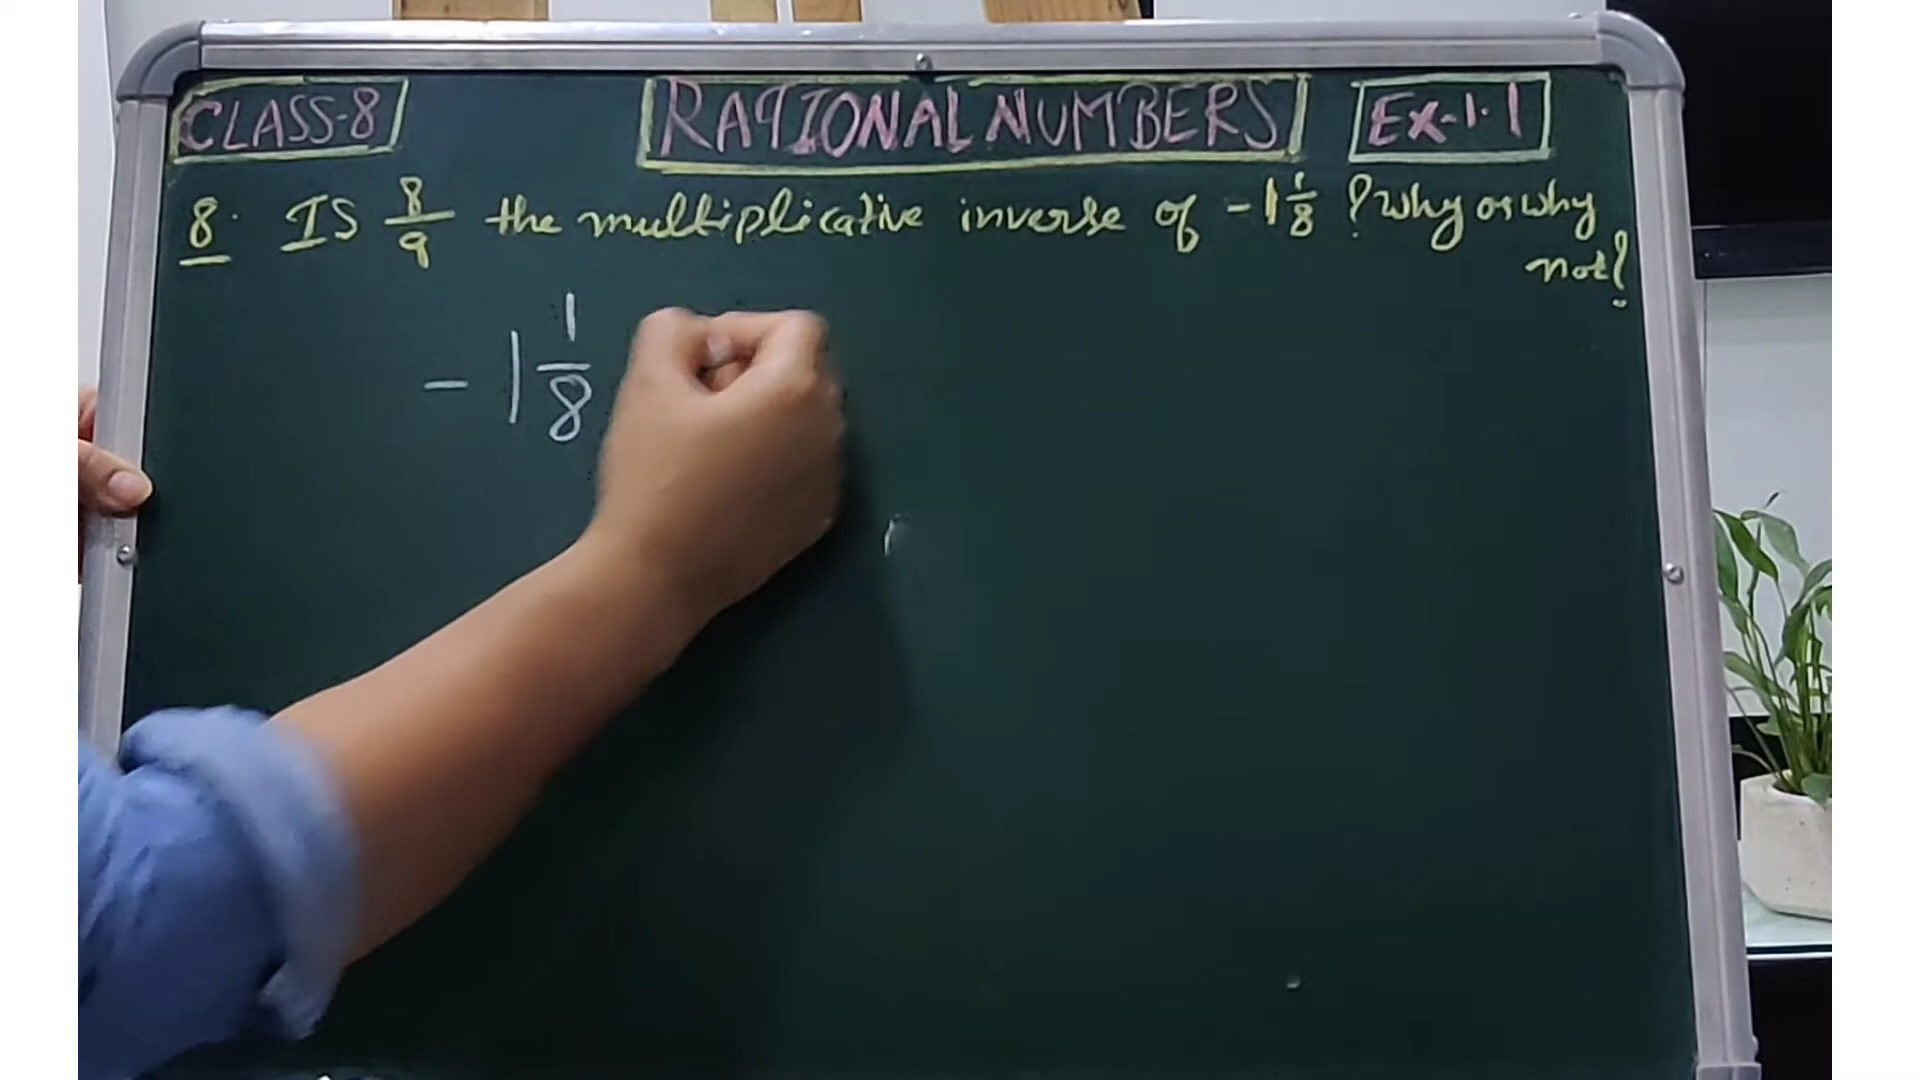 CLASS-8 RATIONAL NUMBERS Ex-1.1
8. IS 8/9 the multiplicative inverse of -1 1/8 ? why or why
not?
- 1 1/8